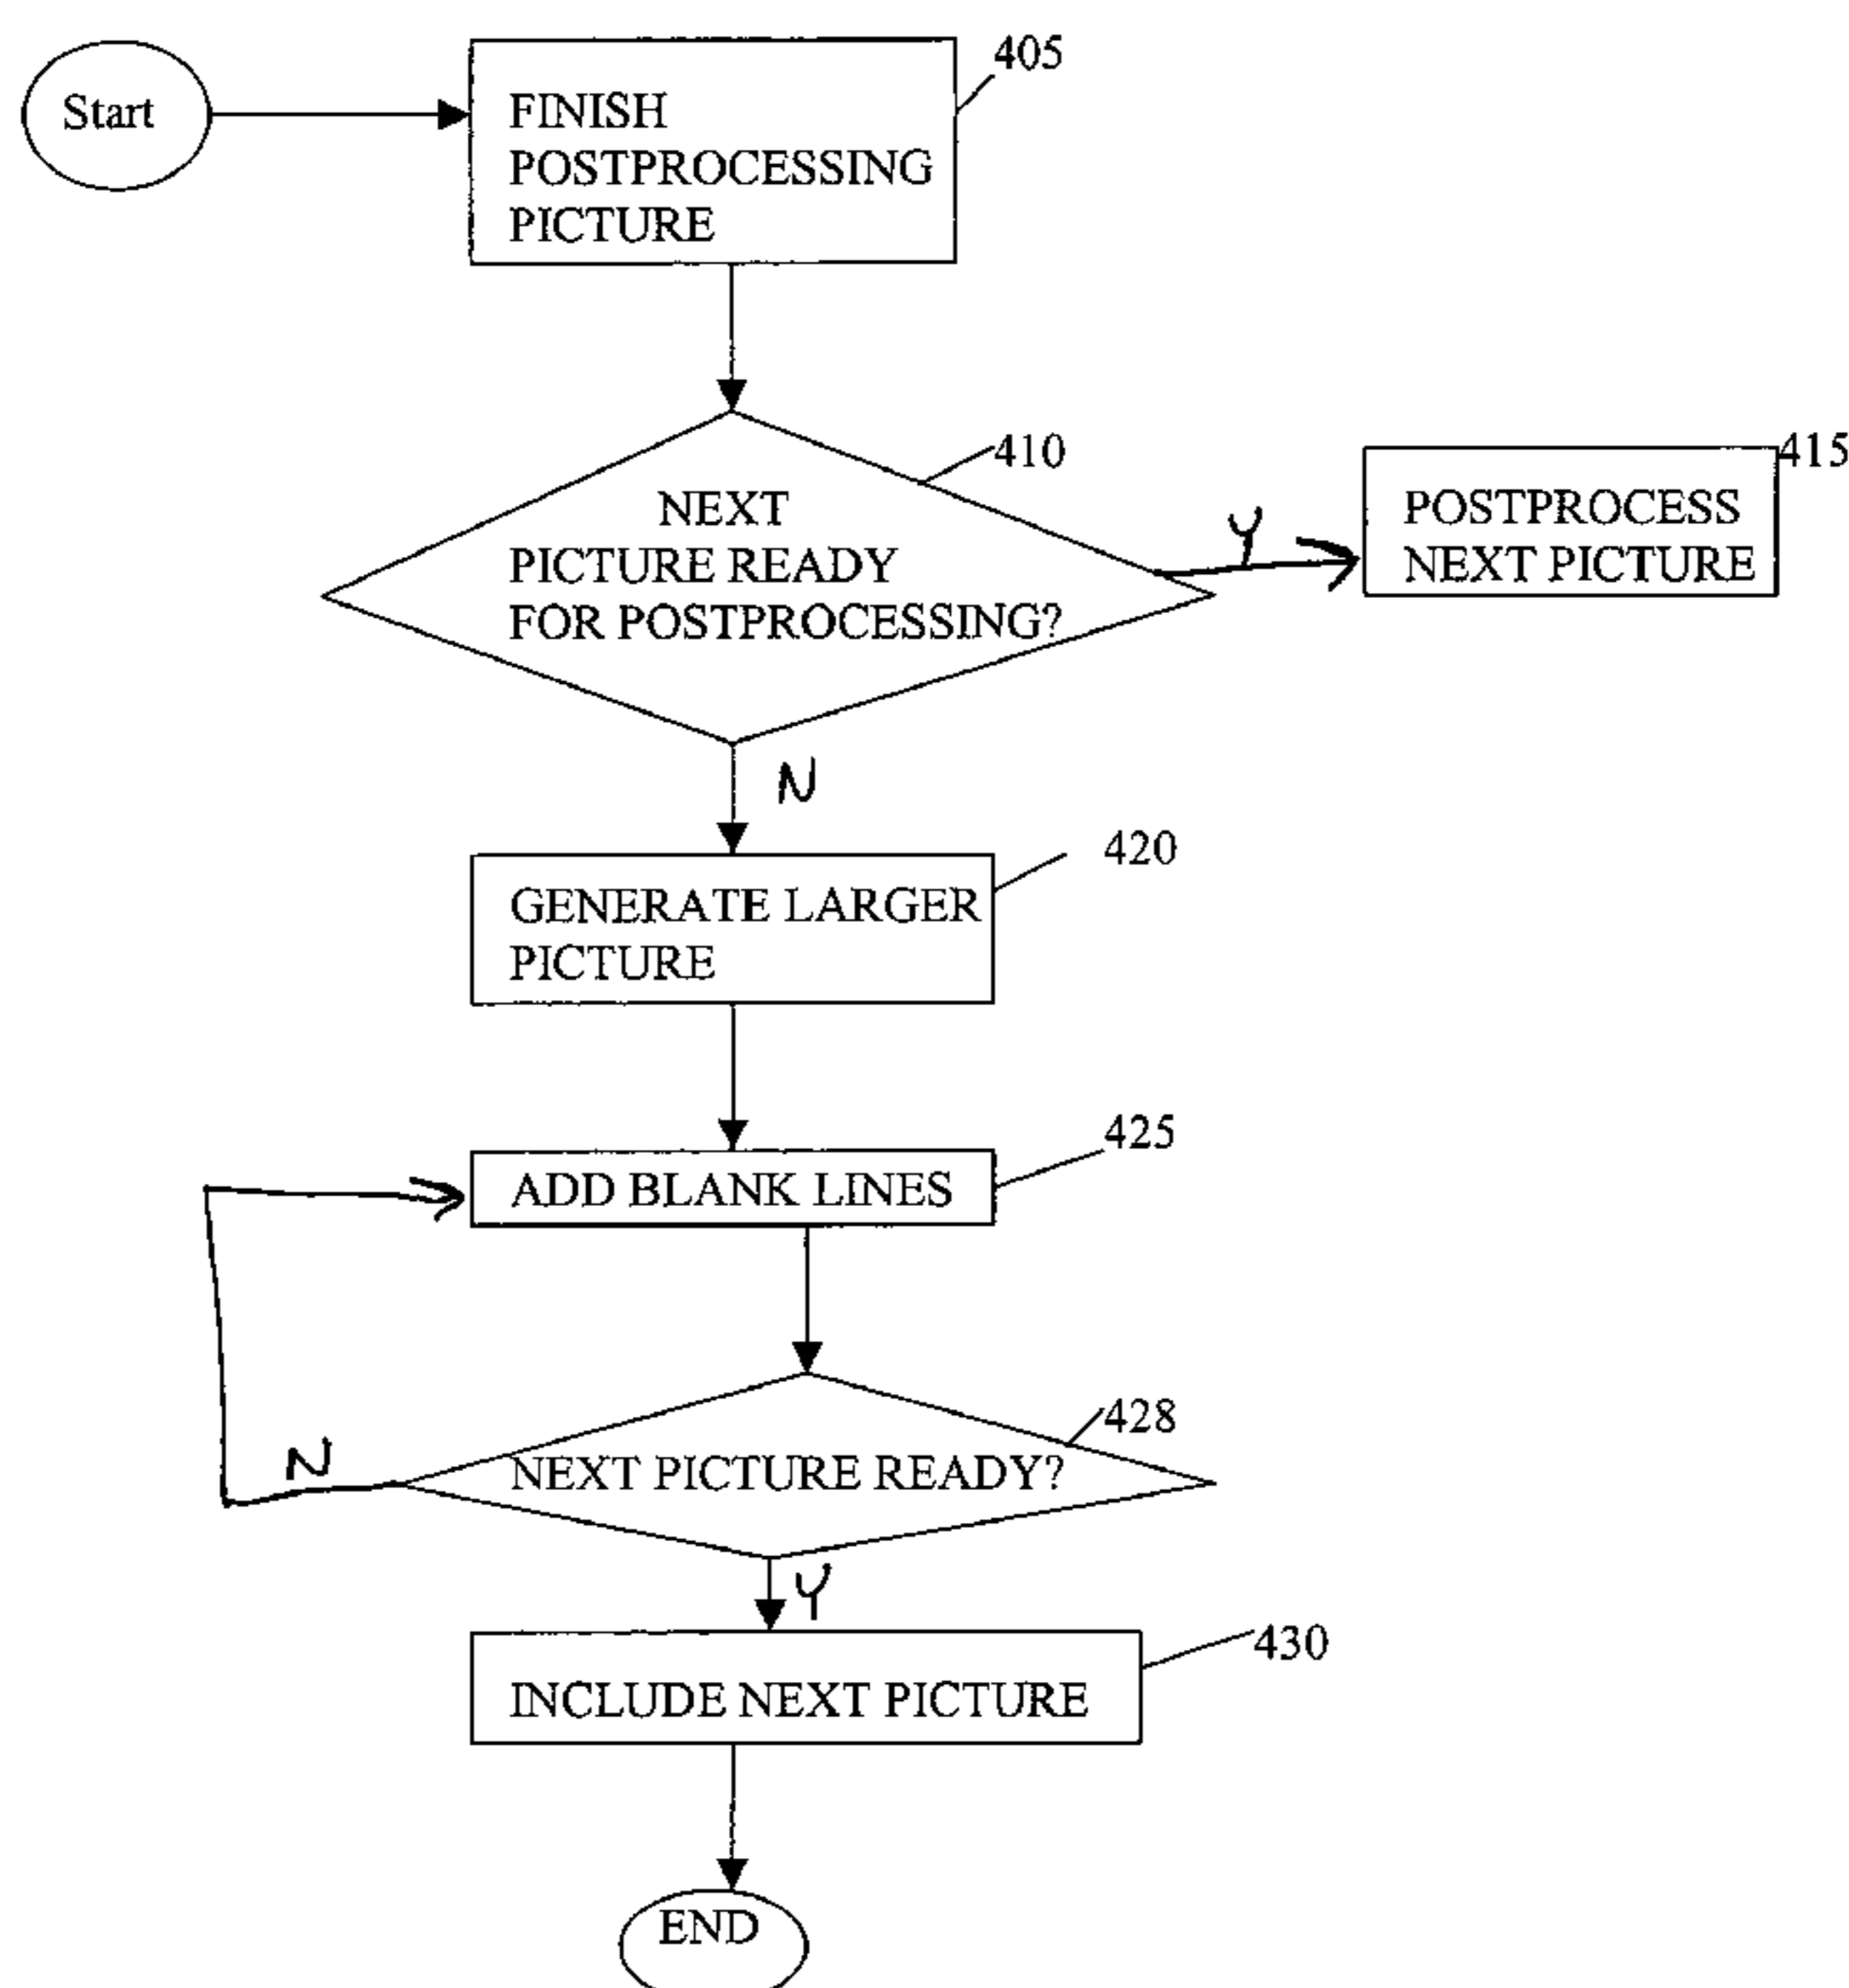 Start
405
FINISH
POSTPROCESSING
PICTURE
410
NEXT
PICTURE READY
FOR POSTPROCESSING?
Y
415
POSTPROCESS
NEXT PICTURE
N
420
GENERATE LARGER
PICTURE
425
ADD BLANK LINES
428
NEXT PICTURE READY?
N
Y
430
INCLUDE NEXT PICTURE
END